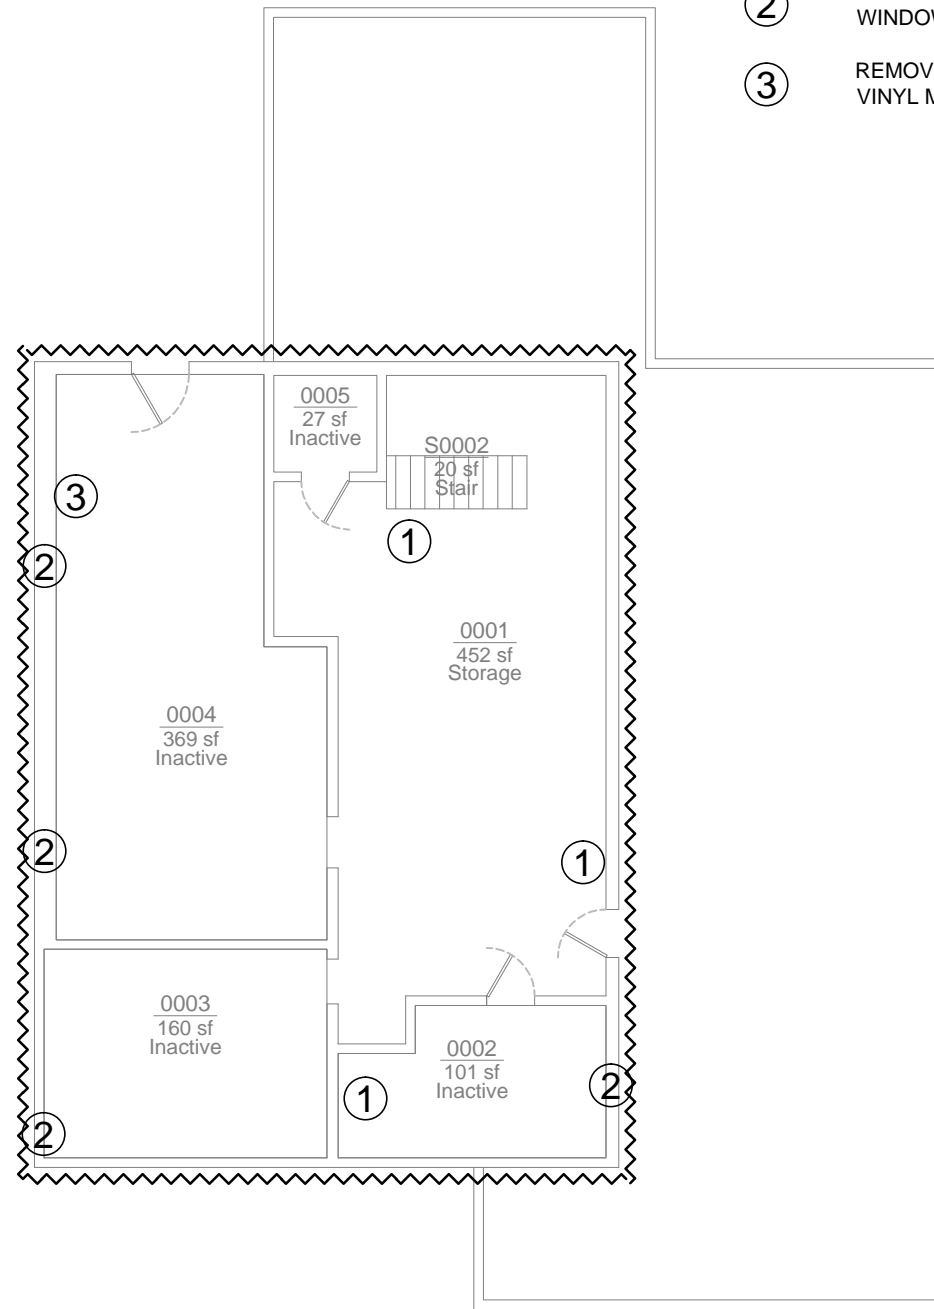 2
WINDOW
3
REMOV
VINYL M
0005
27 sf
Inactive
S0002
20 sf
Stair
3
1
2
0001
452 sf
Storage
0004
369 sf
Inactive
2
1
0003
160 sf
Inactive
0002
101 sf
Inactive
1
2
2